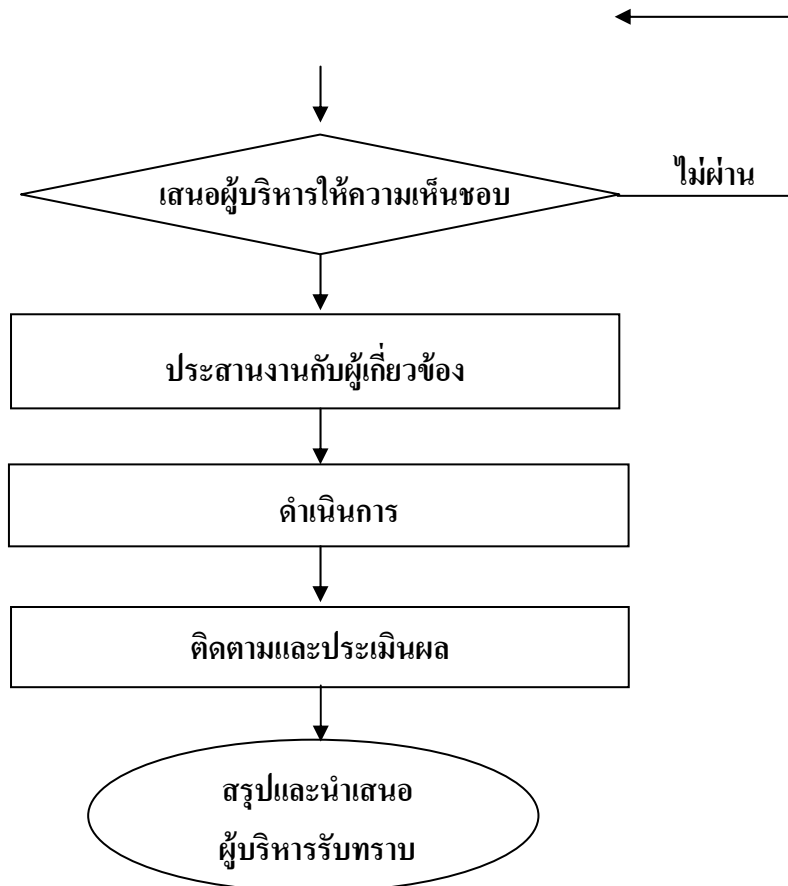 เสนอผู้บริหารให้ความเห็นชอบ
ไม่ผ่าน
ประสานงานกับผู้เกี่ยวข้อง
ดำเนินการ
ติดตามและประเมินผล
สรุปและนำเสนอ
ผู้บริหารรับทราบ